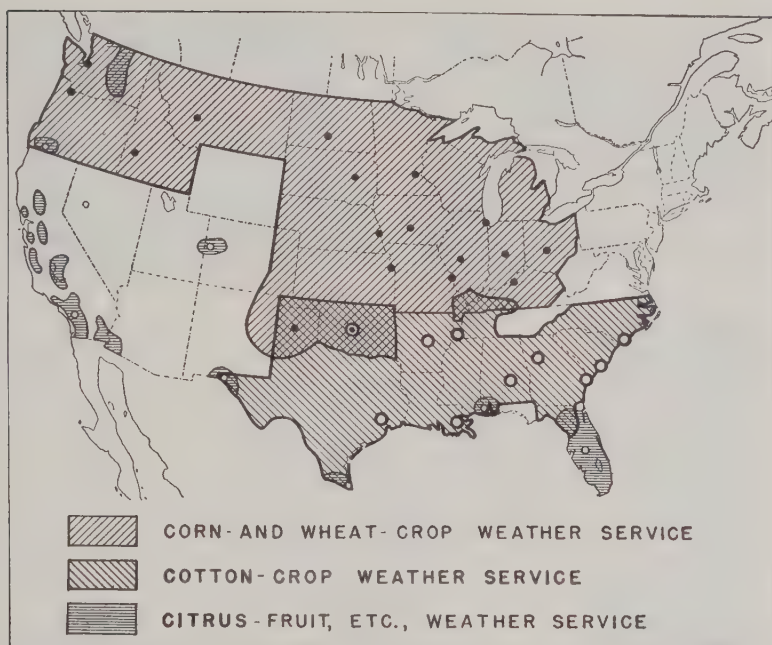 CORN-AND WHEAT-CROP WEATHER SERVICE
COTTON-CROP WEATHER SERVICE
CITRUS-FRUIT, ETC., WEATHER SERVICE